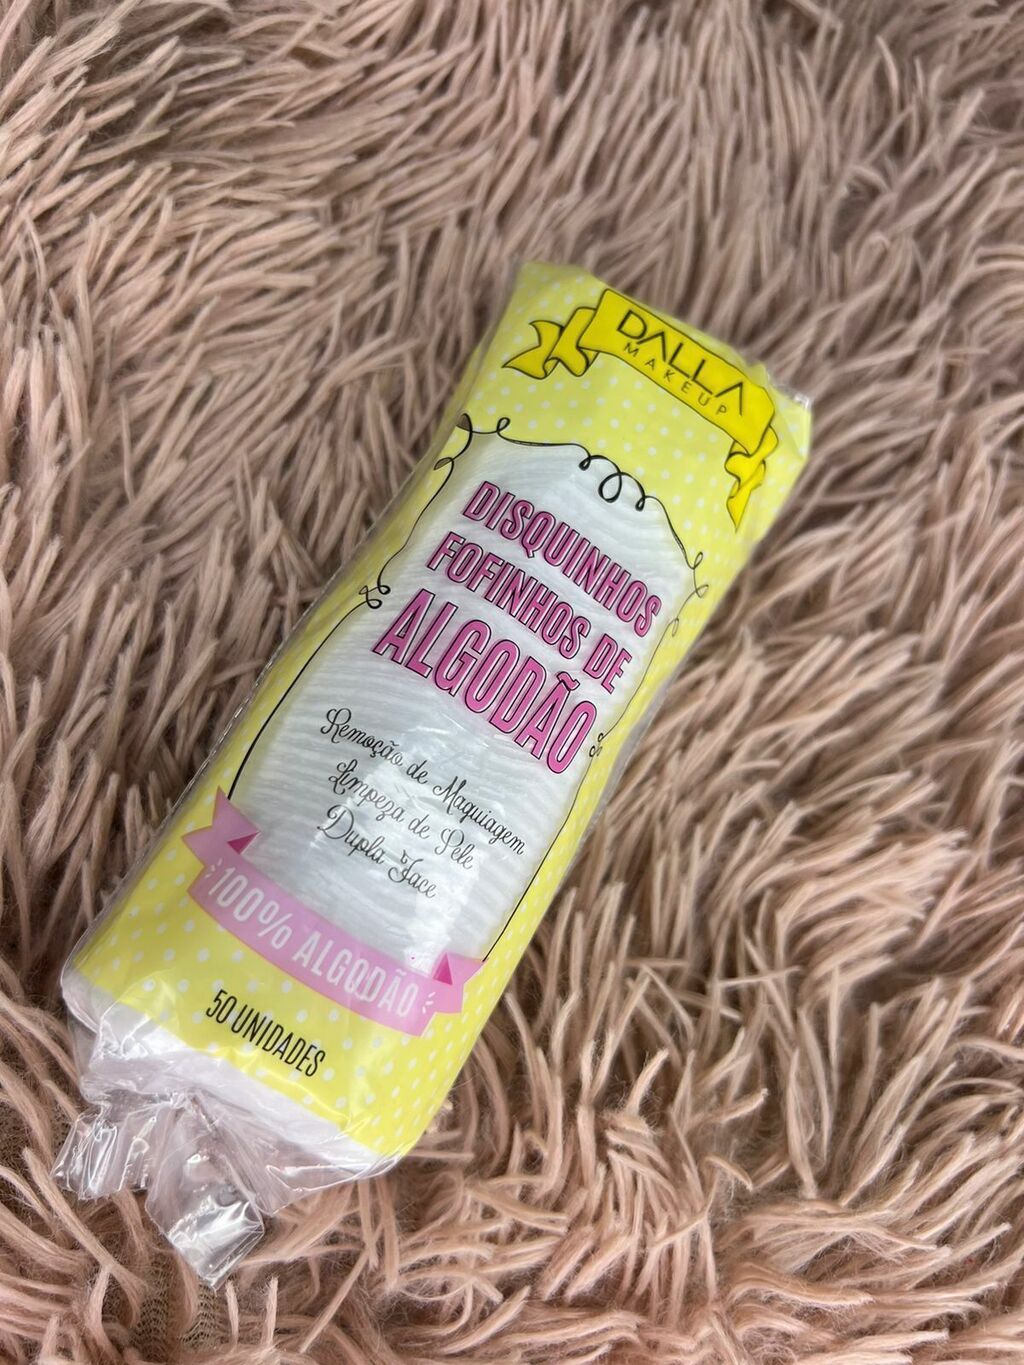 DALLA
MAKEUP
DISQUINHOS
FOFINHOS DE
ALGODÃO
Remoção de Maquiagem
Limpeza de Pele
Dupla Face
100% ALGODÃO
50 UNIDADES